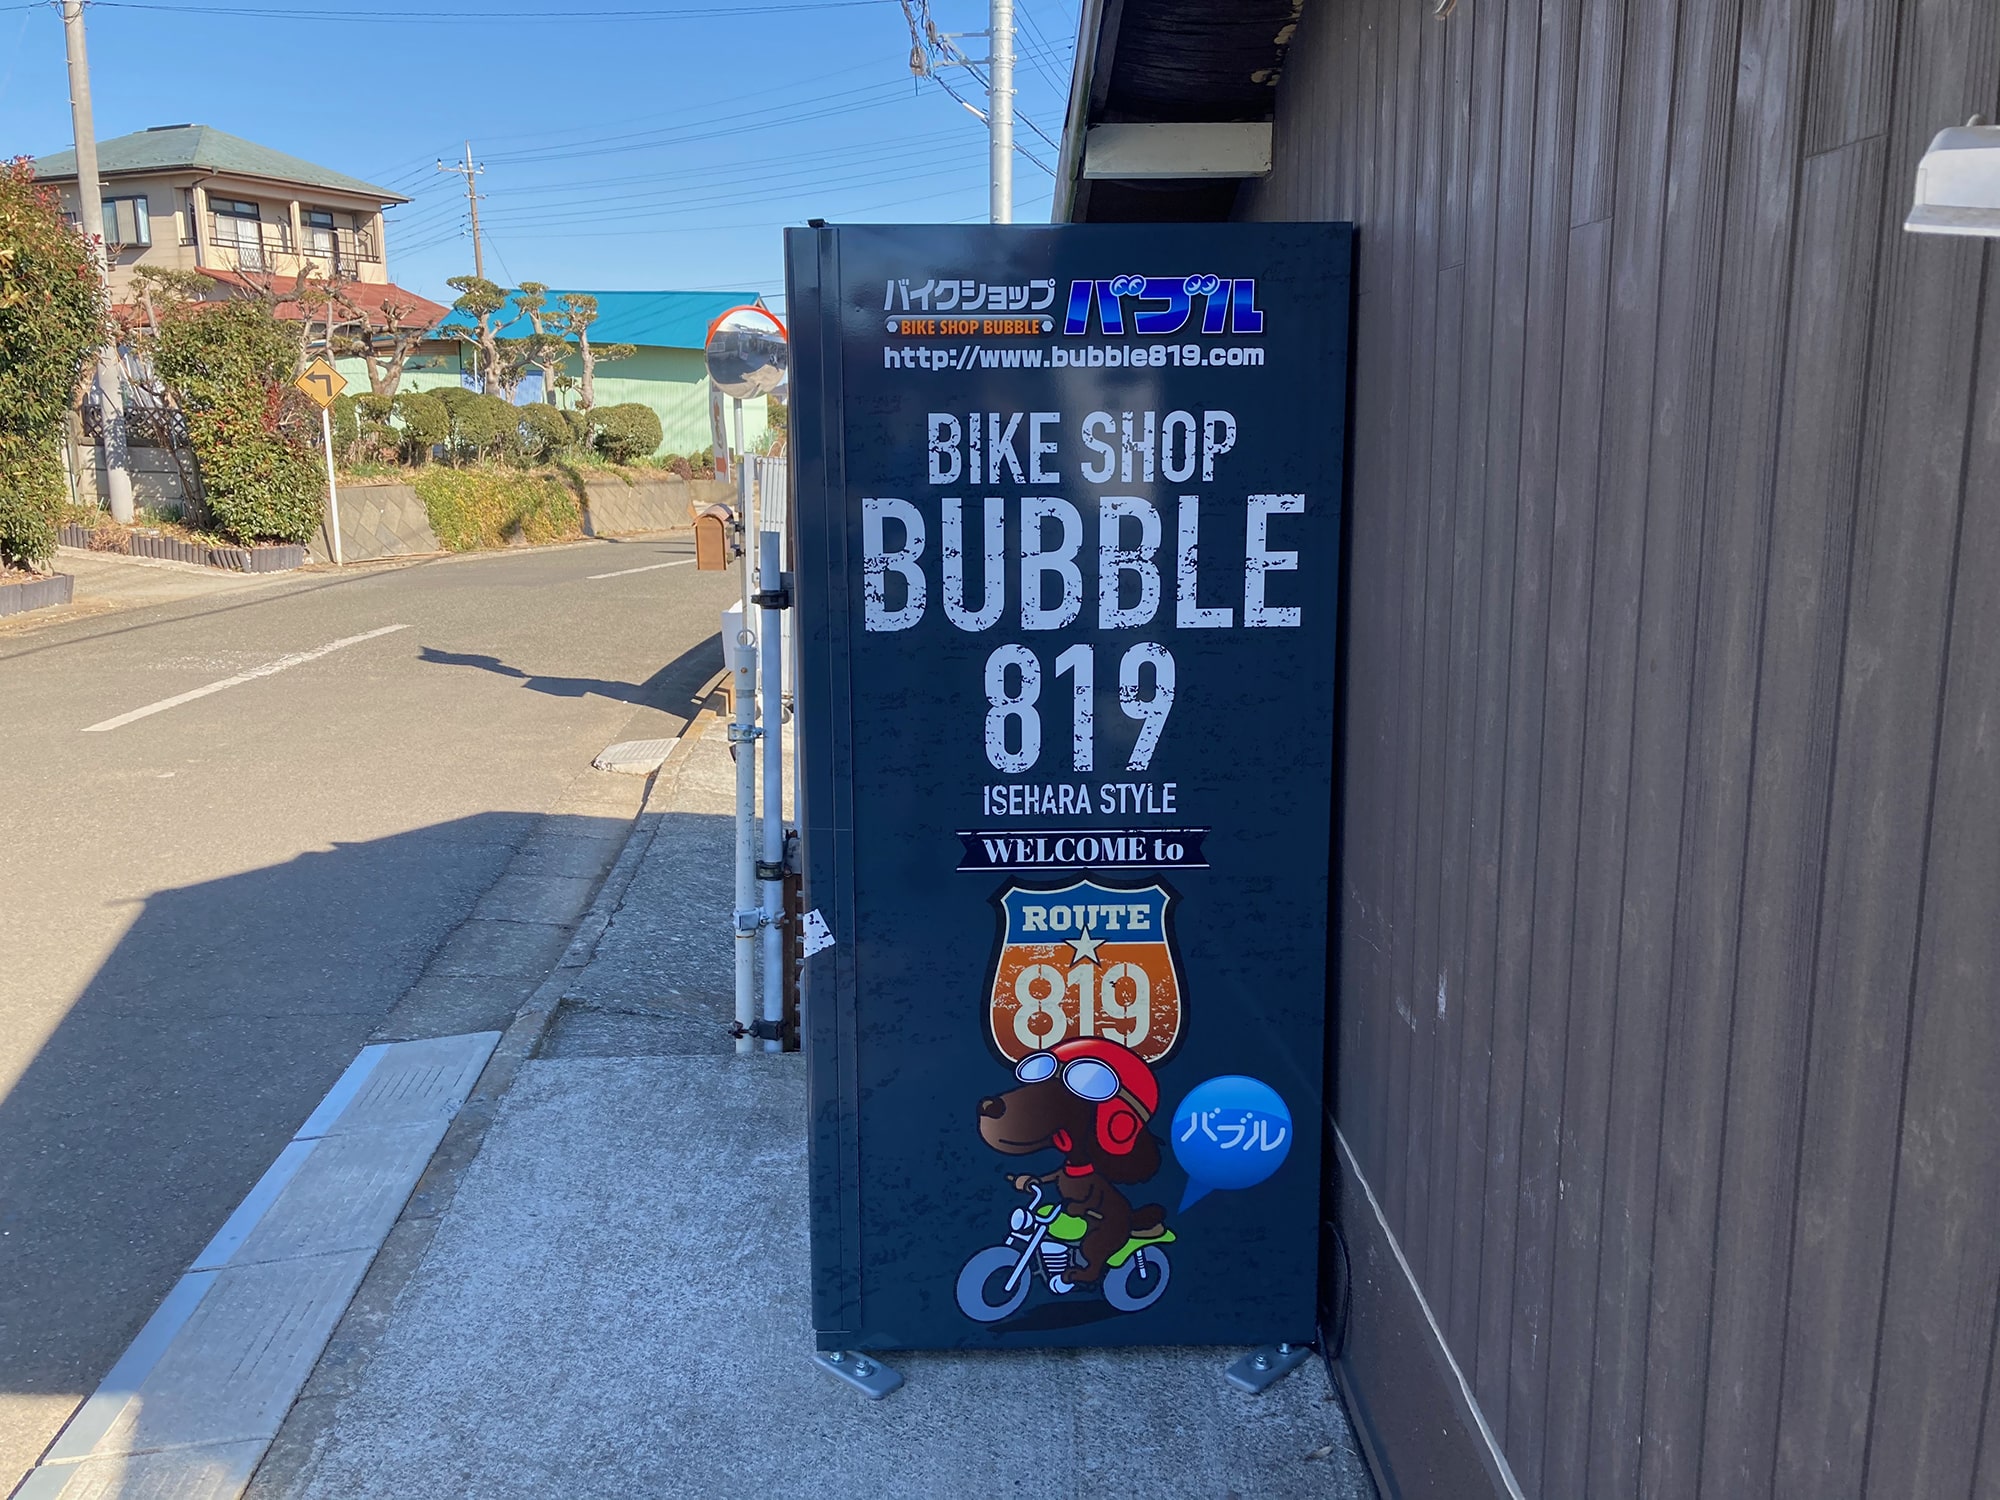 バイクショップ バブル
BIKE SHOP BUBBLE
http://www.bubble819.com
BIKE SHOP
BUBBLE
819
ISEHARA STYLE
WELCOME to
ROUTE
819
バブル